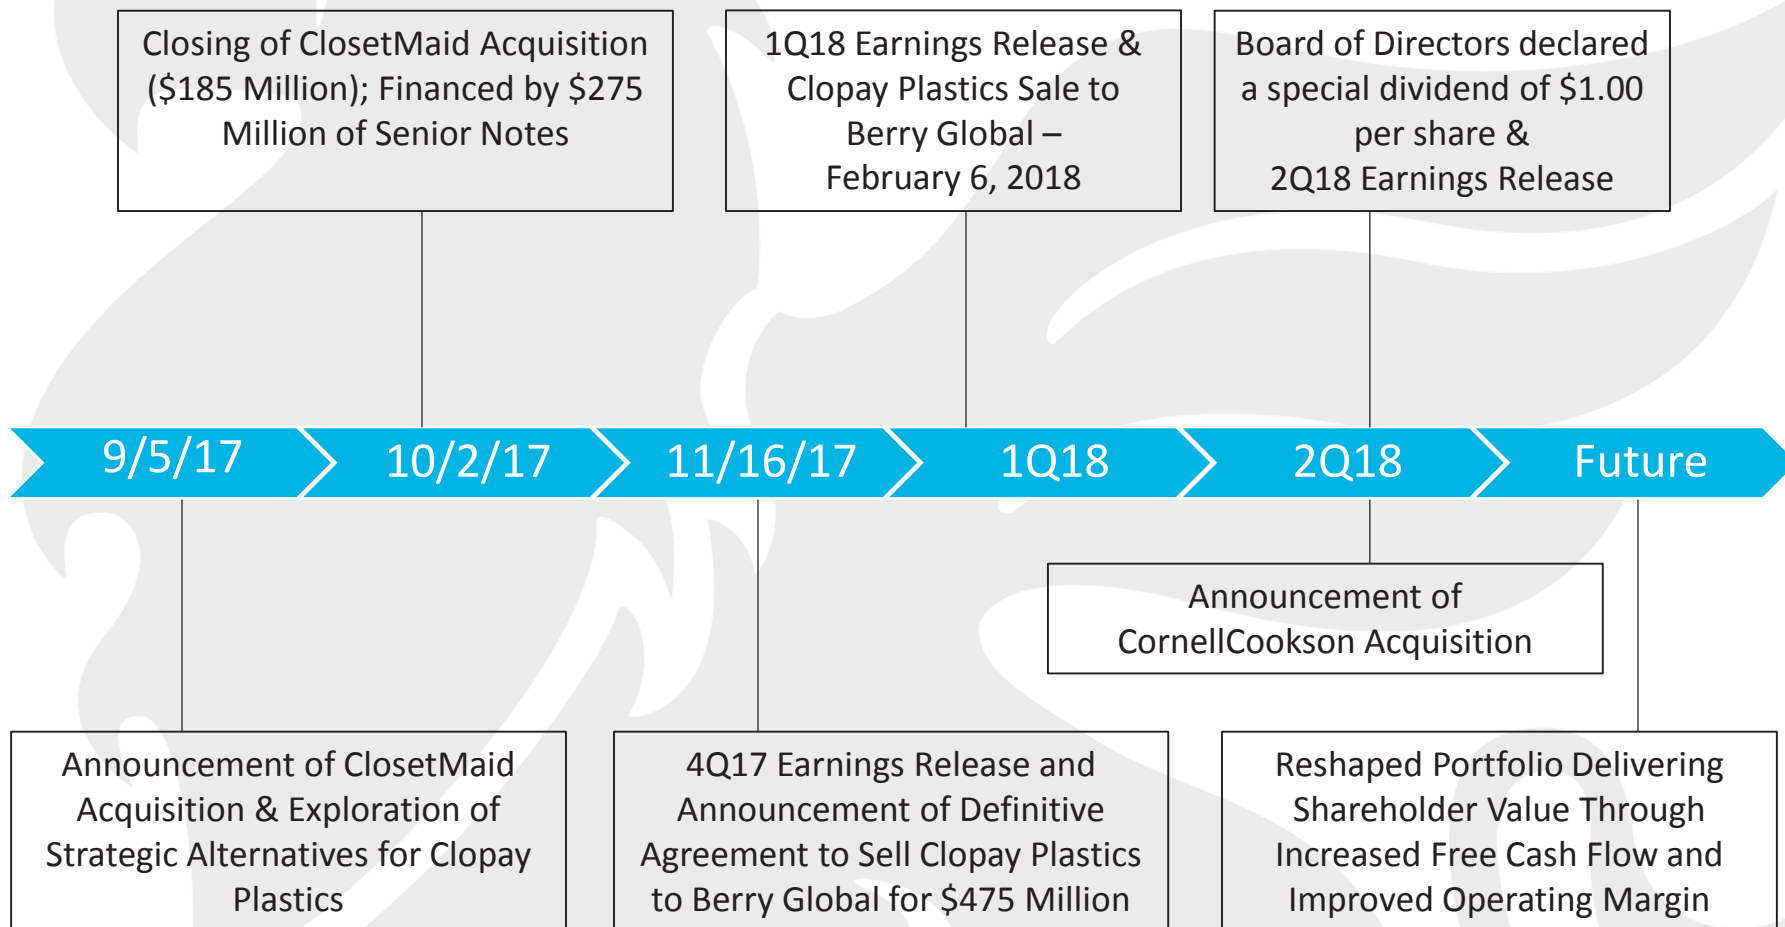 Closing of ClosetMaid Acquisition
($185 Million); Financed by $275
Million of Senior Notes
1Q18 Earnings Release &
Clopay Plastics Sale to
Berry Global –
February 6, 2018
Board of Directors declared
a special dividend of $1.00
per share &
2Q18 Earnings Release
9/5/17
10/2/17
11/16/17
1Q18
2Q18
Future
Announcement of
CornellCookson Acquisition
Announcement of ClosetMaid
Acquisition & Exploration of
Strategic Alternatives for Clopay
Plastics
4Q17 Earnings Release and
Announcement of Definitive
Agreement to Sell Clopay Plastics
to Berry Global for $475 Million
Reshaped Portfolio Delivering
Shareholder Value Through
Increased Free Cash Flow and
Improved Operating Margin